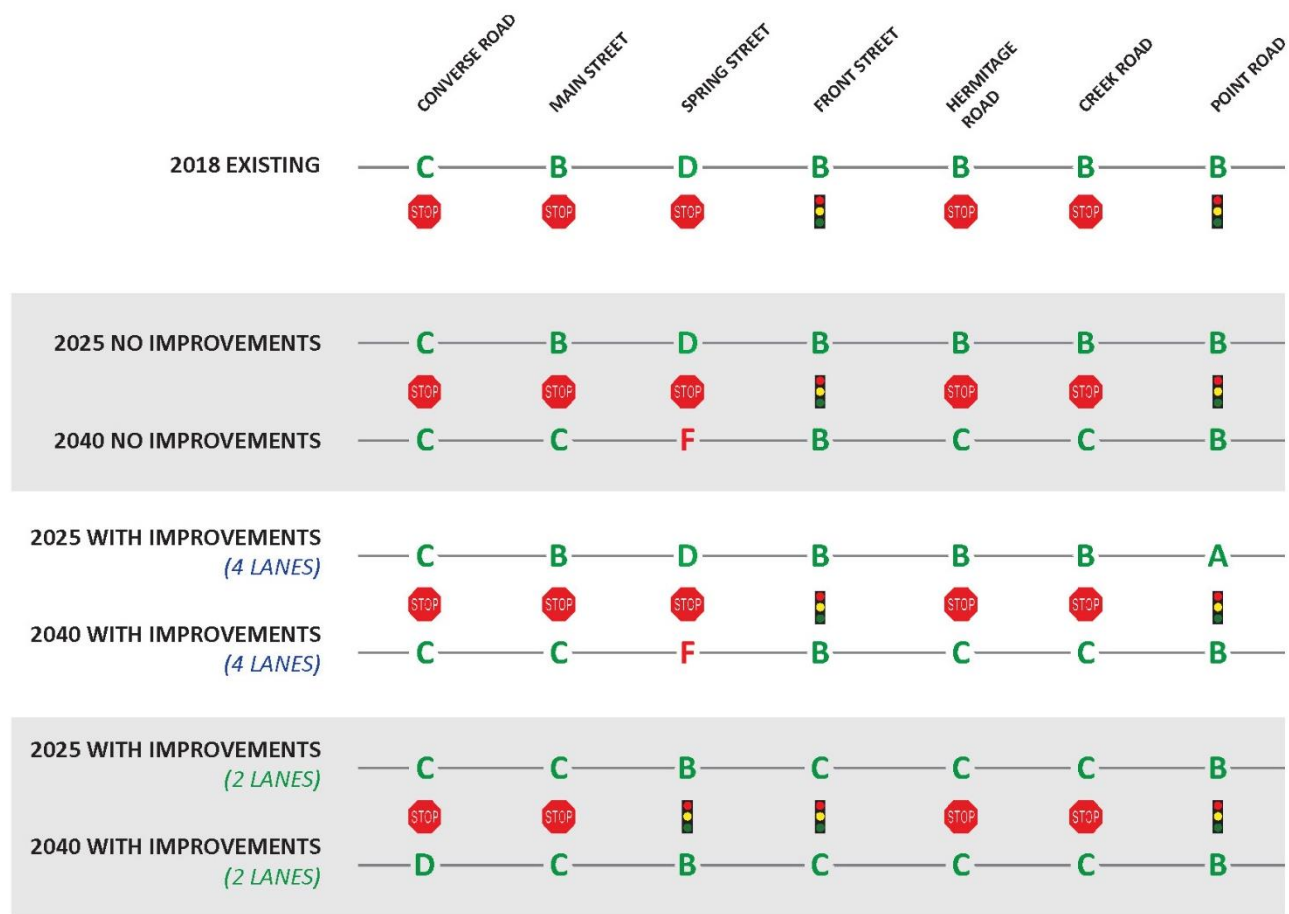 CONVERSE ROAD
MAIN STREET
SPRING STREET
FRONT STREET
HERMITAGE
ROAD
CREEK ROAD
POINT ROAD
2018 EXISTING C B D B B B B
STOP STOP STOP STOP STOP
2025 NO IMPROVEMENTS C B D B B B B
STOP STOP STOP STOP STOP
2040 NO IMPROVEMENTS C C F B C C B
2025 WITH IMPROVEMENTS
(4 LANES)
C B D B B B A
STOP STOP STOP STOP STOP
2040 WITH IMPROVEMENTS
(4 LANES)
C C F B C C B
2025 WITH IMPROVEMENTS
(2 LANES)
C C B C C C B
STOP STOP STOP STOP
2040 WITH IMPROVEMENTS
(2 LANES)
D C B C C C B